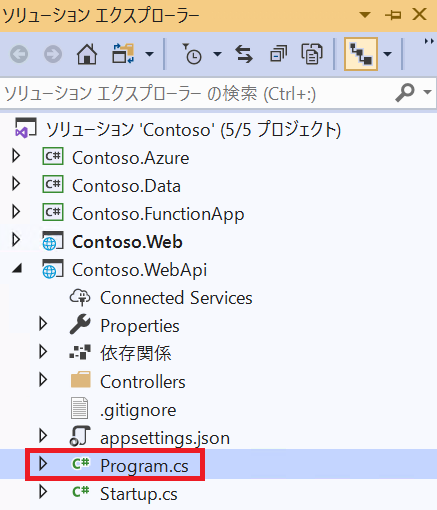 ソリューション エクスプローラー
ソリューション エクスプローラー の検索 (Ctrl+:)
ソリューション 'Contoso' (5/5 プロジェクト)
C# Contoso.Azure
C# Contoso.Data
C# Contoso.FunctionApp
Contoso.Web
Contoso.WebApi
Connected Services
Properties
依存関係
Controllers
.gitignore
appsettings.json
C# Program.cs
C# Startup.cs